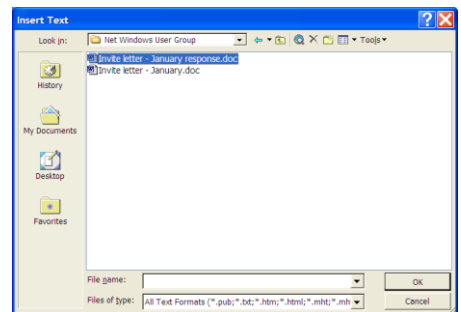 Insert Text
Look in:
Net Windows User Group
Tools
Invite letter - January response.doc
Invite letter - January.doc
History
My Documents
Desktop
Favorites
File name:
OK
Files of type:
All Text Formats (*.pub;*.txt;*.htm;*.html;*.mht;*.mh
Cancel